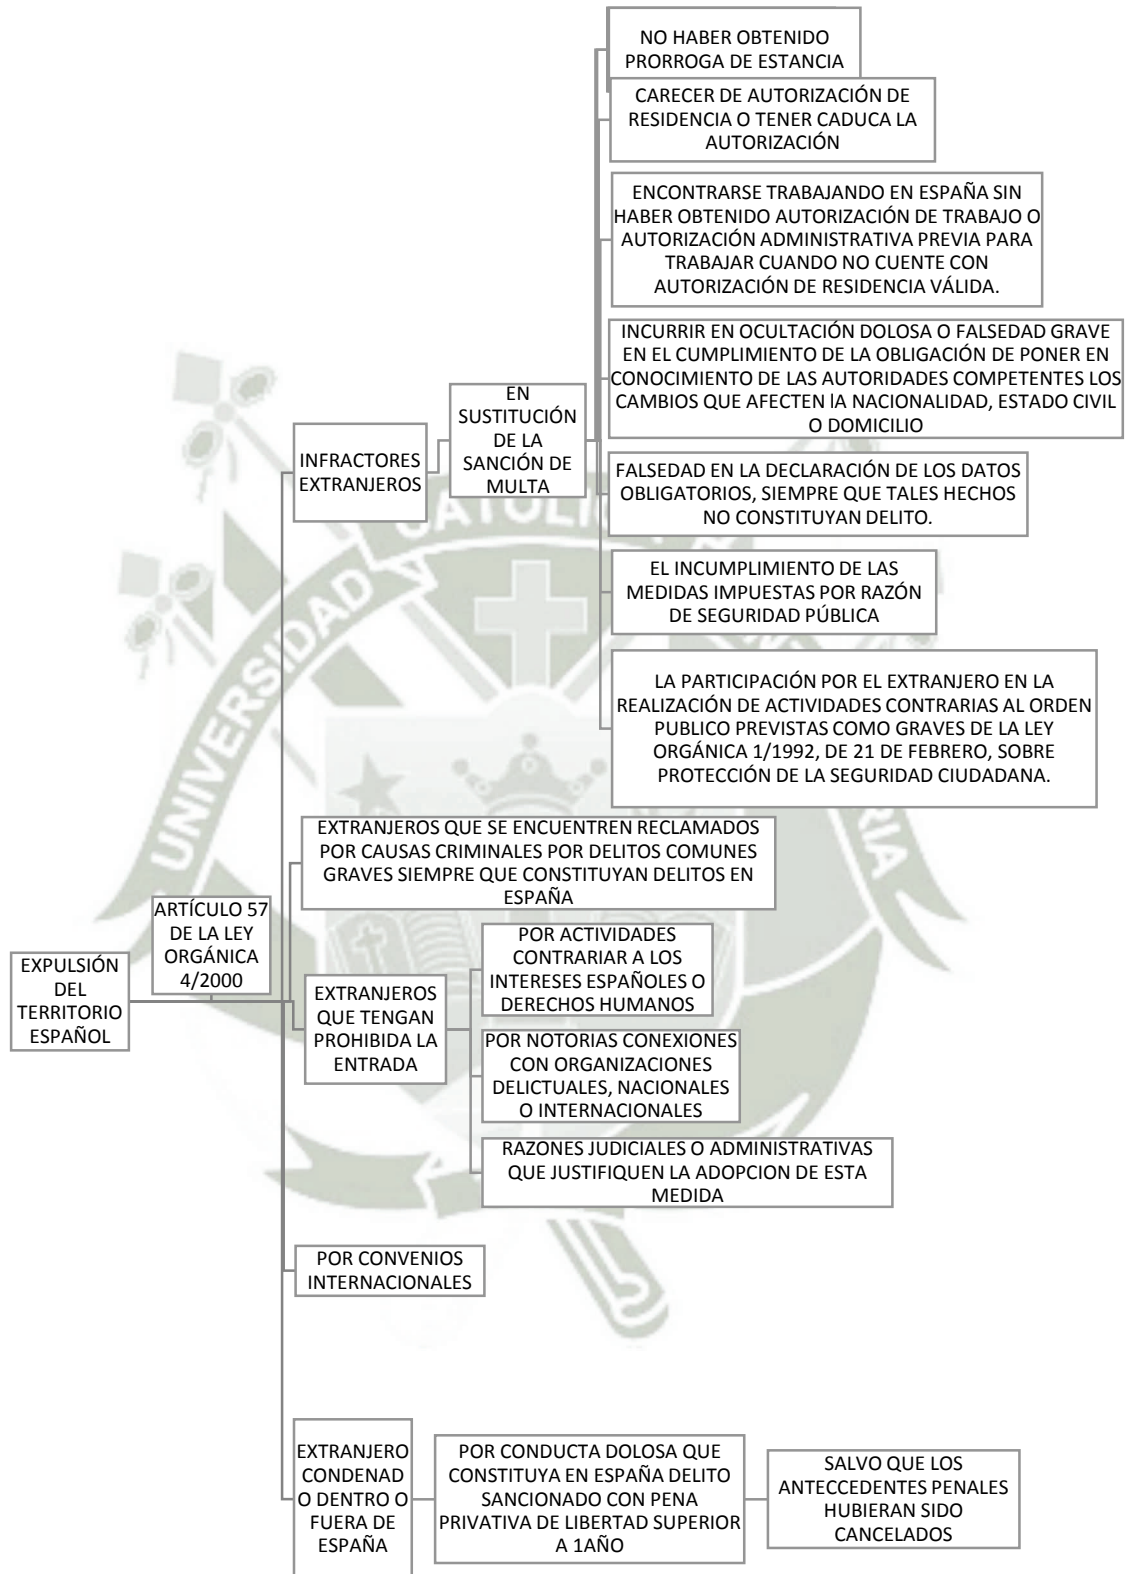 NO HABER OBTENIDO
PRORROGA DE ESTANCIA
CARECER DE AUTORIZACIÓN DE
RESIDENCIA O TENER CADUCA LA
AUTORIZACIÓN
ENCONTRARSE TRABAJANDO EN ESPAÑA SIN
HABER OBTENIDO AUTORIZACIÓN DE TRABAJO O
AUTORIZACIÓN ADMINISTRATIVA PREVIA PARA
TRABAJAR CUANDO NO CUENTE CON
AUTORIZACIÓN DE RESIDENCIA VÁLIDA.
INCURRIR EN OCULTACIÓN DOLOSA O FALSEDAD GRAVE
EN EL CUMPLIMIENTO DE LA OBLIGACIÓN DE PONER EN
CONOCIMIENTO DE LAS AUTORIDADES COMPETENTES LOS
CAMBIOS QUE AFECTEN lA NACIONALIDAD, ESTADO CIVIL
O DOMICILIO
EN
SUSTITUCIÓN
DE LA
SANCIÓN DE
MULTA
INFRACTORES
EXTRANJEROS
FALSEDAD EN LA DECLARACIÓN DE LOS DATOS
OBLIGATORIOS, SIEMPRE QUE TALES HECHOS
NO CONSTITUYAN DELITO.
EL INCUMPLIMIENTO DE LAS
MEDIDAS IMPUESTAS POR RAZÓN
DE SEGURIDAD PÚBLICA
LA PARTICIPACIÓN POR EL EXTRANJERO EN LA
REALIZACIÓN DE ACTIVIDADES CONTRARIAS AL ORDEN
PUBLICO PREVISTAS COMO GRAVES DE LA LEY
ORGÁNICA 1/1992, DE 21 DE FEBRERO, SOBRE
PROTECCIÓN DE LA SEGURIDAD CIUDADANA.
EXTRANJEROS QUE SE ENCUENTREN RECLAMADOS
POR CAUSAS CRIMINALES POR DELITOS COMUNES
GRAVES SIEMPRE QUE CONSTITUYAN DELITOS EN
ESPAÑA
ARTÍCULO 57
DE LA LEY
ORGÁNICA
4/2000
EXPULSIÓN
DEL
TERRITORIO
ESPAÑOL
EXTRANJEROS
QUE TENGAN
PROHIBIDA LA
ENTRADA
POR ACTIVIDADES
CONTRARIAR A LOS
INTERESES ESPAÑOLES O
DERECHOS HUMANOS
POR NOTORIAS CONEXIONES
CON ORGANIZACIONES
DELICTUALES, NACIONALES
O INTERNACIONALES
RAZONES JUDICIALES O ADMINISTRATIVAS
QUE JUSTIFIQUEN LA ADOPCION DE ESTA
MEDIDA
POR CONVENIOS
INTERNACIONALES
EXTRANJERO
CONDENAD
O DENTRO O
FUERA DE
ESPAÑA
POR CONDUCTA DOLOSA QUE
CONSTITUYA EN ESPAÑA DELITO
SANCIONADO CON PENA
PRIVATIVA DE LIBERTAD SUPERIOR
A 1AÑO
SALVO QUE LOS
ANTECCEDENTES PENALES
HUBIERAN SIDO
CANCELADOS
UNIVERSIDAD